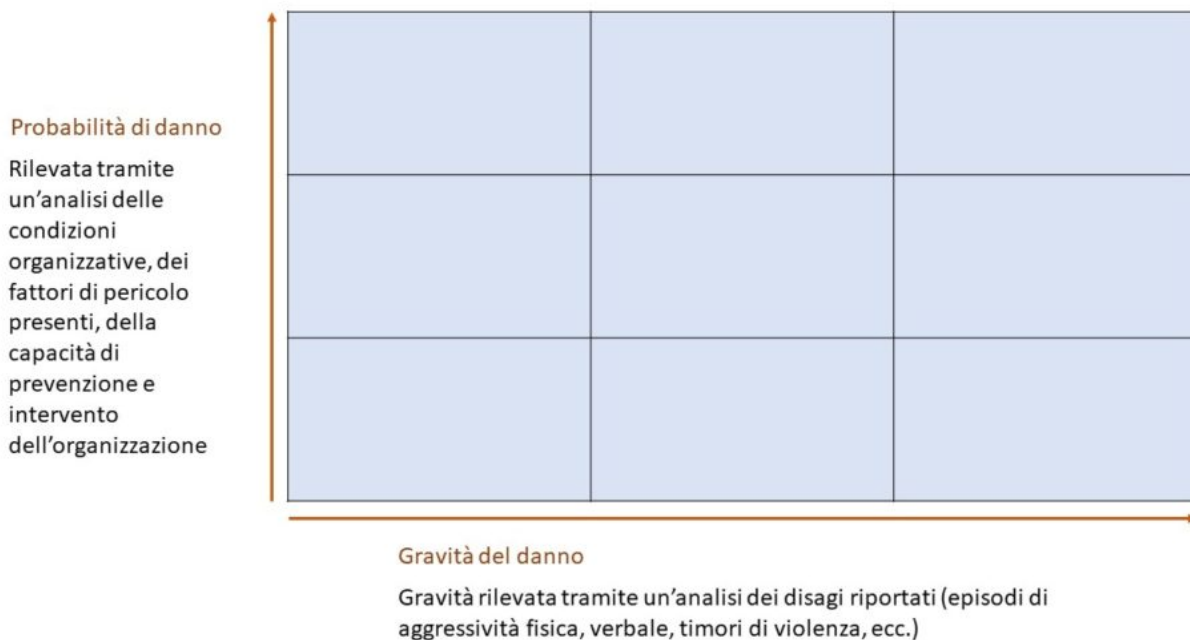 Probabilità di danno
Rilevata tramite
un’analisi delle
condizioni
organizzative, dei
fattori di pericolo
presenti, della
capacità di
prevenzione e
intervento
dell’organizzazione
Gravità del danno
Gravità rilevata tramite un’analisi dei disagi riportati (episodi di
aggressività fisica, verbale, timori di violenza, ecc.)